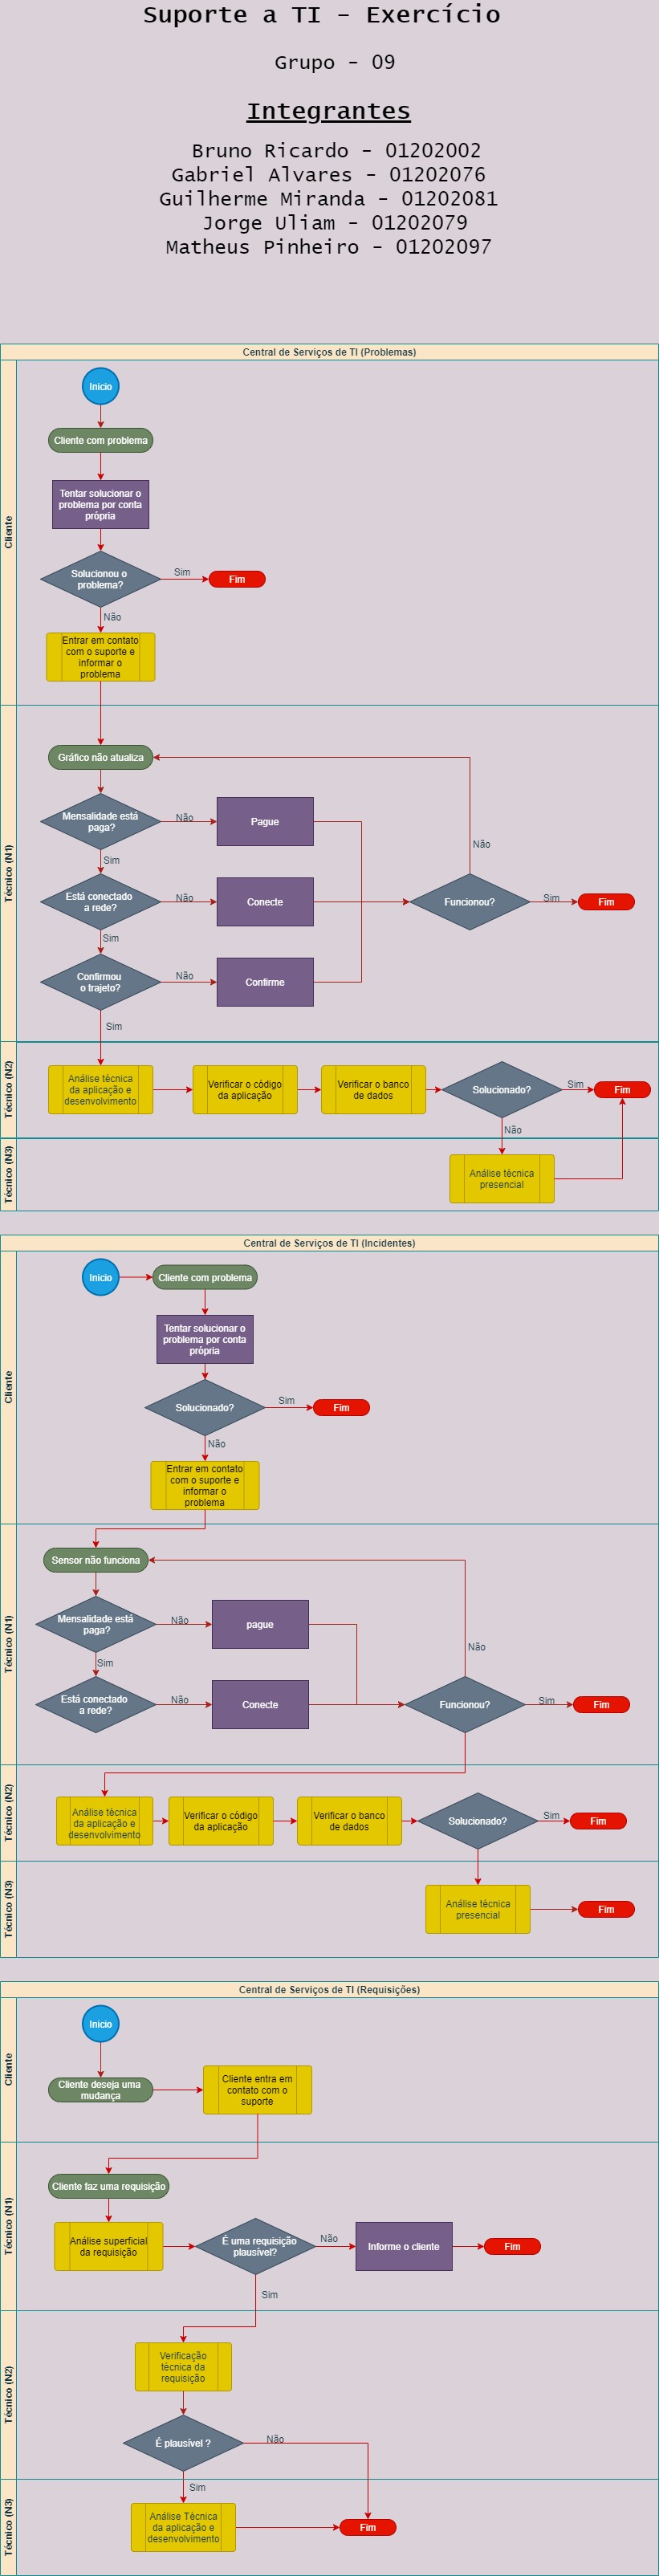 Suporte a TI - Exercício
Grupo - 09
Integrantes
Bruno Ricardo - 01202002
Gabriel Alvares - 01202076
Guilherme Miranda - 01202081
Jorge Uliam - 01202079
Matheus Pinheiro - 01202097
Central de Serviços de TI (Problemas)
Cliente
Inicio
Cliente com problema
Tentar solucionar o
problema por conta
própria
Solucionou o
problema?
Sim
Fim
Não
Entrar em contato
com o suporte e
informar o
problema
Técnico (N1)
Gráfico não atualiza
Mensalidade está
paga?
Não
Pague
Não
Sim
Está conectado
a rede?
Não
Conecte
Funcionou?
Sim
Fim
Sim
Confirmou
o trajeto?
Não
Confirme
Sim
Técnico (N2)
Análise técnica
da aplicação e
desenvolvimento
Verificar o código
da aplicação
Verificar o banco
de dados
Solucionado?
Sim
Fim
Não
Técnico (N3)
Análise técnica
presencial
Central de Serviços de TI (Incidentes)
Cliente
Inicio
Cliente com problema
Tentar solucionar o
problema por conta
própria
Solucionado?
Sim
Fim
Não
Entrar em contato
com o suporte e
informar o
problema
Técnico (N1)
Sensor não funciona
Mensalidade está
paga?
Não
pague
Não
Sim
Está conectado
a rede?
Não
Conecte
Funcionou?
Sim
Fim
Técnico (N2)
Análise técnica
da aplicação e
desenvolvimento
Verificar o código
da aplicação
Verificar o banco
de dados
Solucionado?
Sim
Fim
Técnico (N3)
Análise técnica
presencial
Fim
Central de Serviços de TI (Requisições)
Cliente
Inicio
Cliente deseja uma
mudança
Cliente entra em
contato com o
suporte
Técnico (N1)
Cliente faz uma requisição
Análise superficial
da requisição
É uma requisição
plausível?
Não
Informe o cliente
Fim
Sim
Técnico (N2)
Verificação
técnica da
requisição
É plausível ?
Não
Sim
Técnico (N3)
Análise Técnica
da aplicação e
desenvolvimento
Fim